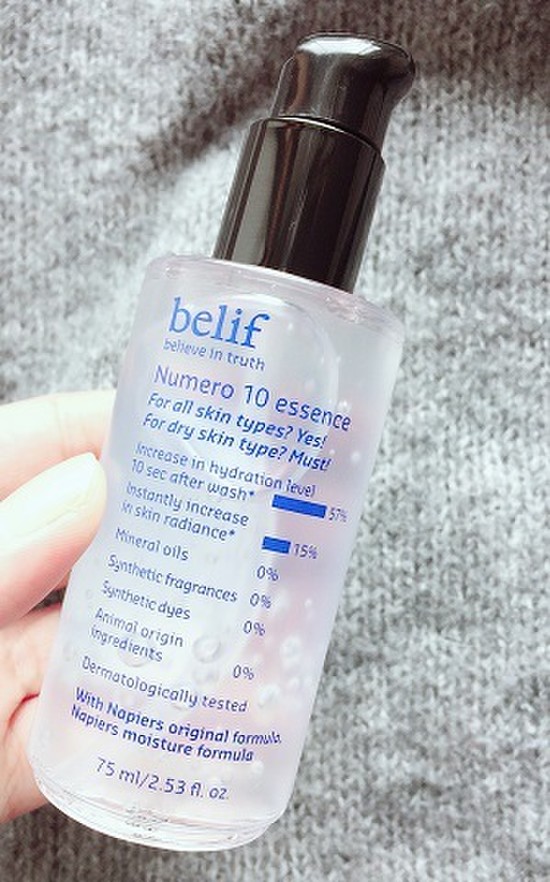 belif
believe in truth
Numero 10 essence
For all skin types? Yes!
For dry skin type? Must!
Increase in hydration level
10 sec after wash* 57%
Instantly increase
in skin radiance* 15%
Mineral oils 0%
Synthetic fragrances 0%
Synthetic dyes 0%
Animal origin
ingredients 0%
Dermatologically tested
With Napiers original formula,
Napiers moisture formula
75 ml/2.53 fl. oz.